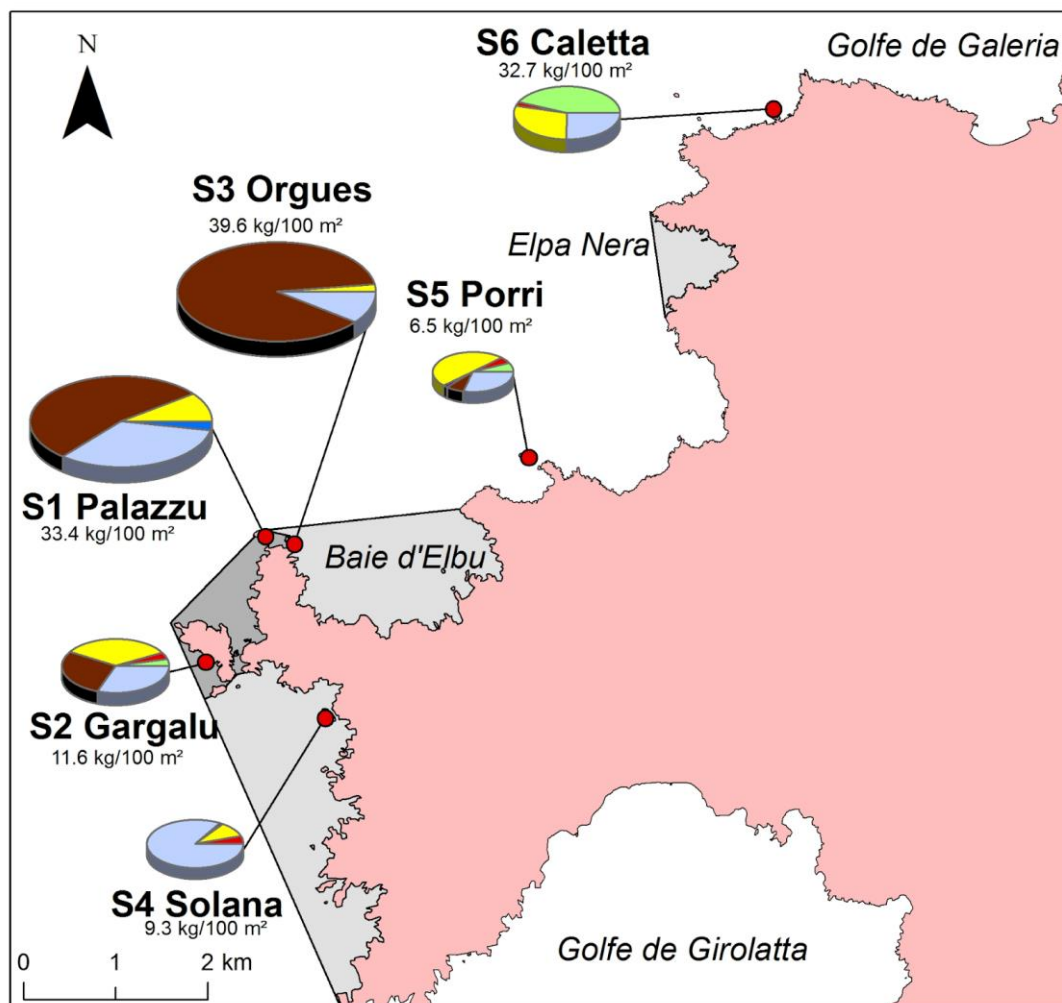 N
S6 Caletta
32.7 kg/100 m²
Golfe de Galeria
S3 Orgues
39.6 kg/100 m²
Elpa Nera
S5 Porri
6.5 kg/100 m²
S1 Palazzu
33.4 kg/100 m²
Baie d'Elbu
S2 Gargalu
11.6 kg/100 m²
S4 Solana
9.3 kg/100 m²
Golfe de Girolatta
0 1 2 km